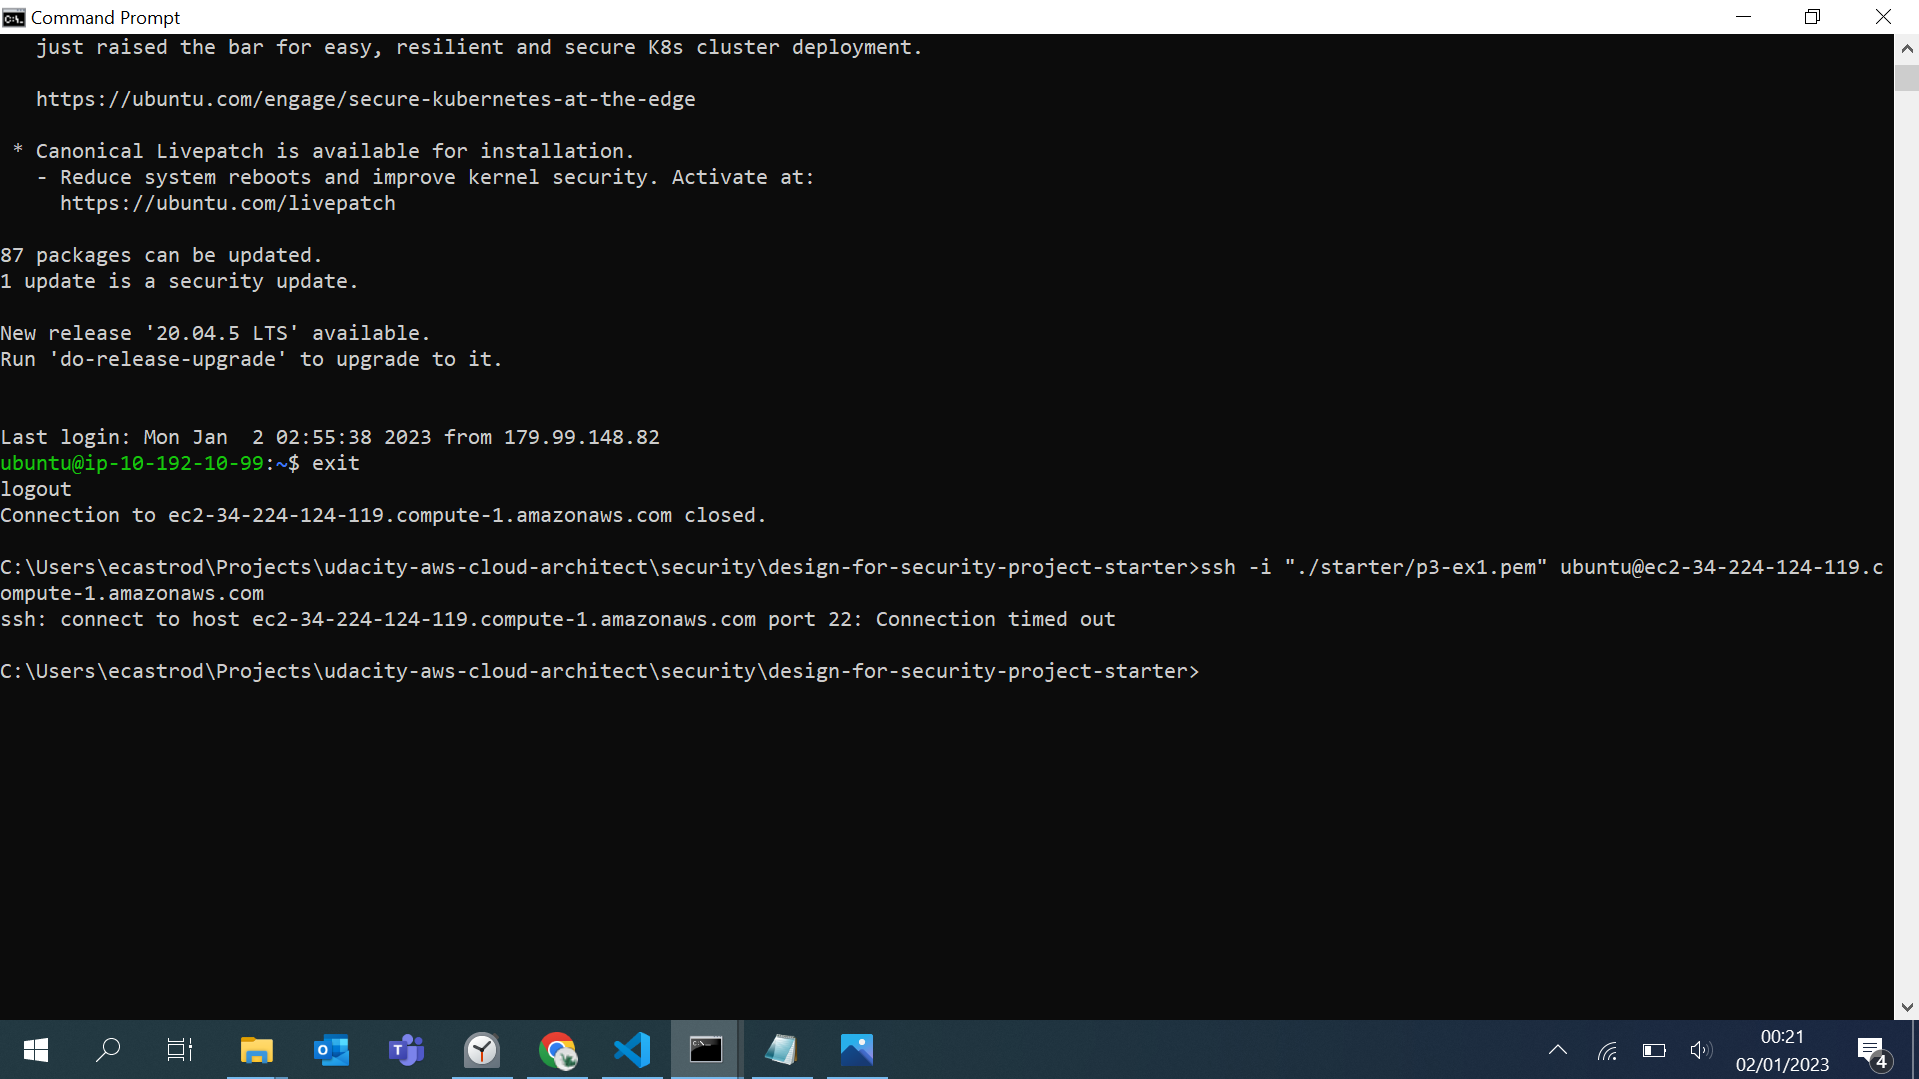 Command Prompt
just raised the bar for easy, resilient and secure K8s cluster deployment.
https://ubuntu.com/engage/secure-kubernetes-at-the-edge
* Canonical Livepatch is available for installation.
- Reduce system reboots and improve kernel security. Activate at:
https://ubuntu.com/livepatch
87 packages can be updated.
1 update is a security update.
New release '20.04.5 LTS' available.
Run 'do-release-upgrade' to upgrade to it.
Last login: Mon Jan  2 02:55:38 2023 from 179.99.148.82
ubuntu@ip-10-192-10-99:~$ exit
logout
Connection to ec2-34-224-124-119.compute-1.amazonaws.com closed.
C:\Users\ecastrod\Projects\udacity-aws-cloud-architect\security\design-for-security-project-starter>ssh -i "./starter/p3-ex1.pem" ubuntu@ec2-34-224-124-119.c
ompute-1.amazonaws.com
ssh: connect to host ec2-34-224-124-119.compute-1.amazonaws.com port 22: Connection timed out
C:\Users\ecastrod\Projects\udacity-aws-cloud-architect\security\design-for-security-project-starter>
00:21
02/01/2023
4